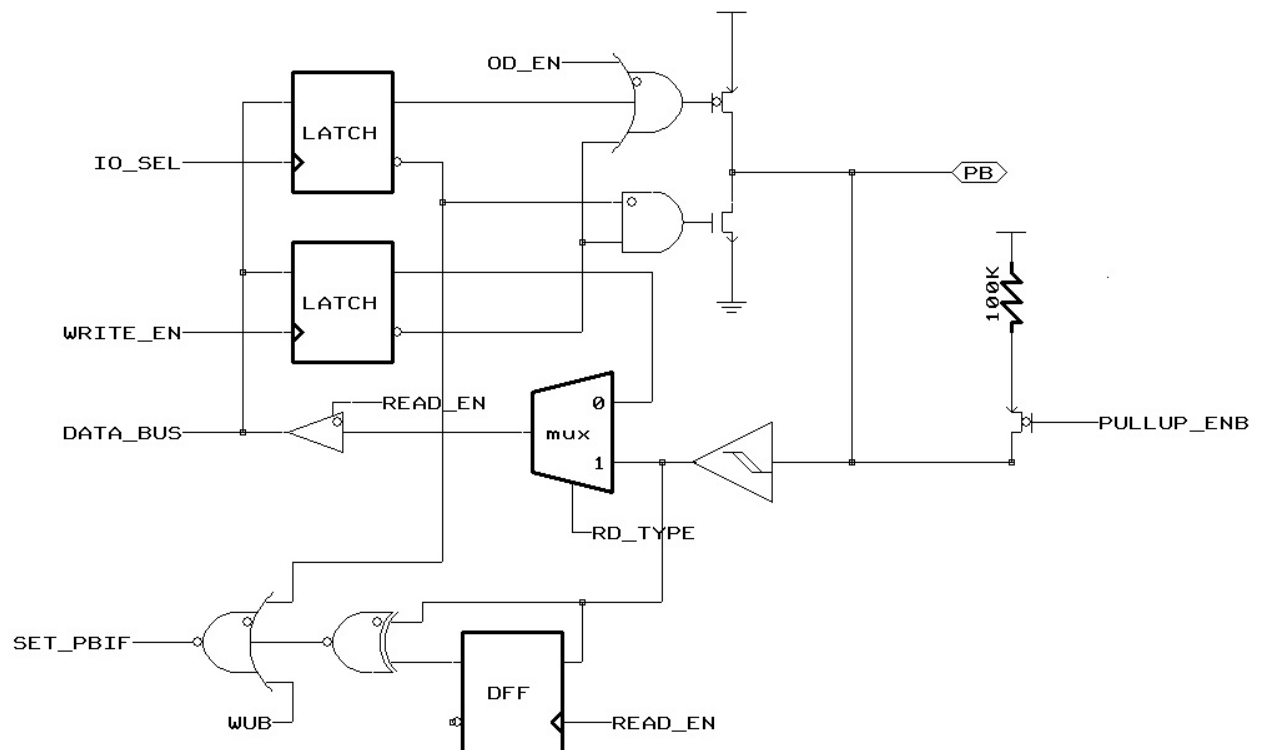 OD_EN
LATCH
IO_SEL
PB
LATCH
100K
WRITE_EN
READ_EN
0
PULLUP_ENB
DATA_BUS
mux
1
RD_TYPE
SET_PBIF
DFF
WUB
READ_EN